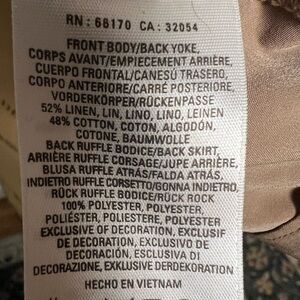 RN : 68170 CA : 32054
FRONT BODY/BACK YOKE,
CORPS AVANT/EMPIECEMENT ARRIÈRE,
CUERPO FRONTAL/CANESÚ TRASERO,
CORPO ANTERIORE/CARRÉ POSTERIORE,
VORDERKÖRPER/RÜCKENPASSE
52% LINEN, LIN, LINO, LINO, LEINEN
48% COTTON, COTON, ALGODÓN,
COTONE, BAUMWOLLE
BACK RUFFLE BODICE/BACK SKIRT,
ARRIÈRE RUFFLE CORSAGE/JUPE ARRIÈRE,
BLUSA RUFFLE ATRÁS/FALDA ATRÁS,
INDIETRO RUFFLE CORSETTO/GONNA INDIETRO,
RÜCK RUFFLE BODICE/RÜCK ROCK
100% POLYESTER, POLYESTER,
POLIÉSTER, POLIESTERE, POLYESTER
EXCLUSIVE OF DECORATION, EXCLUSIF
DE DECORATION, EXCLUSIVO DE
DECORACIÓN, ESCLUSIVA DI
DECORAZIONE, EXKLUSIVE DERDEKORATION
HECHO EN VIETNAM